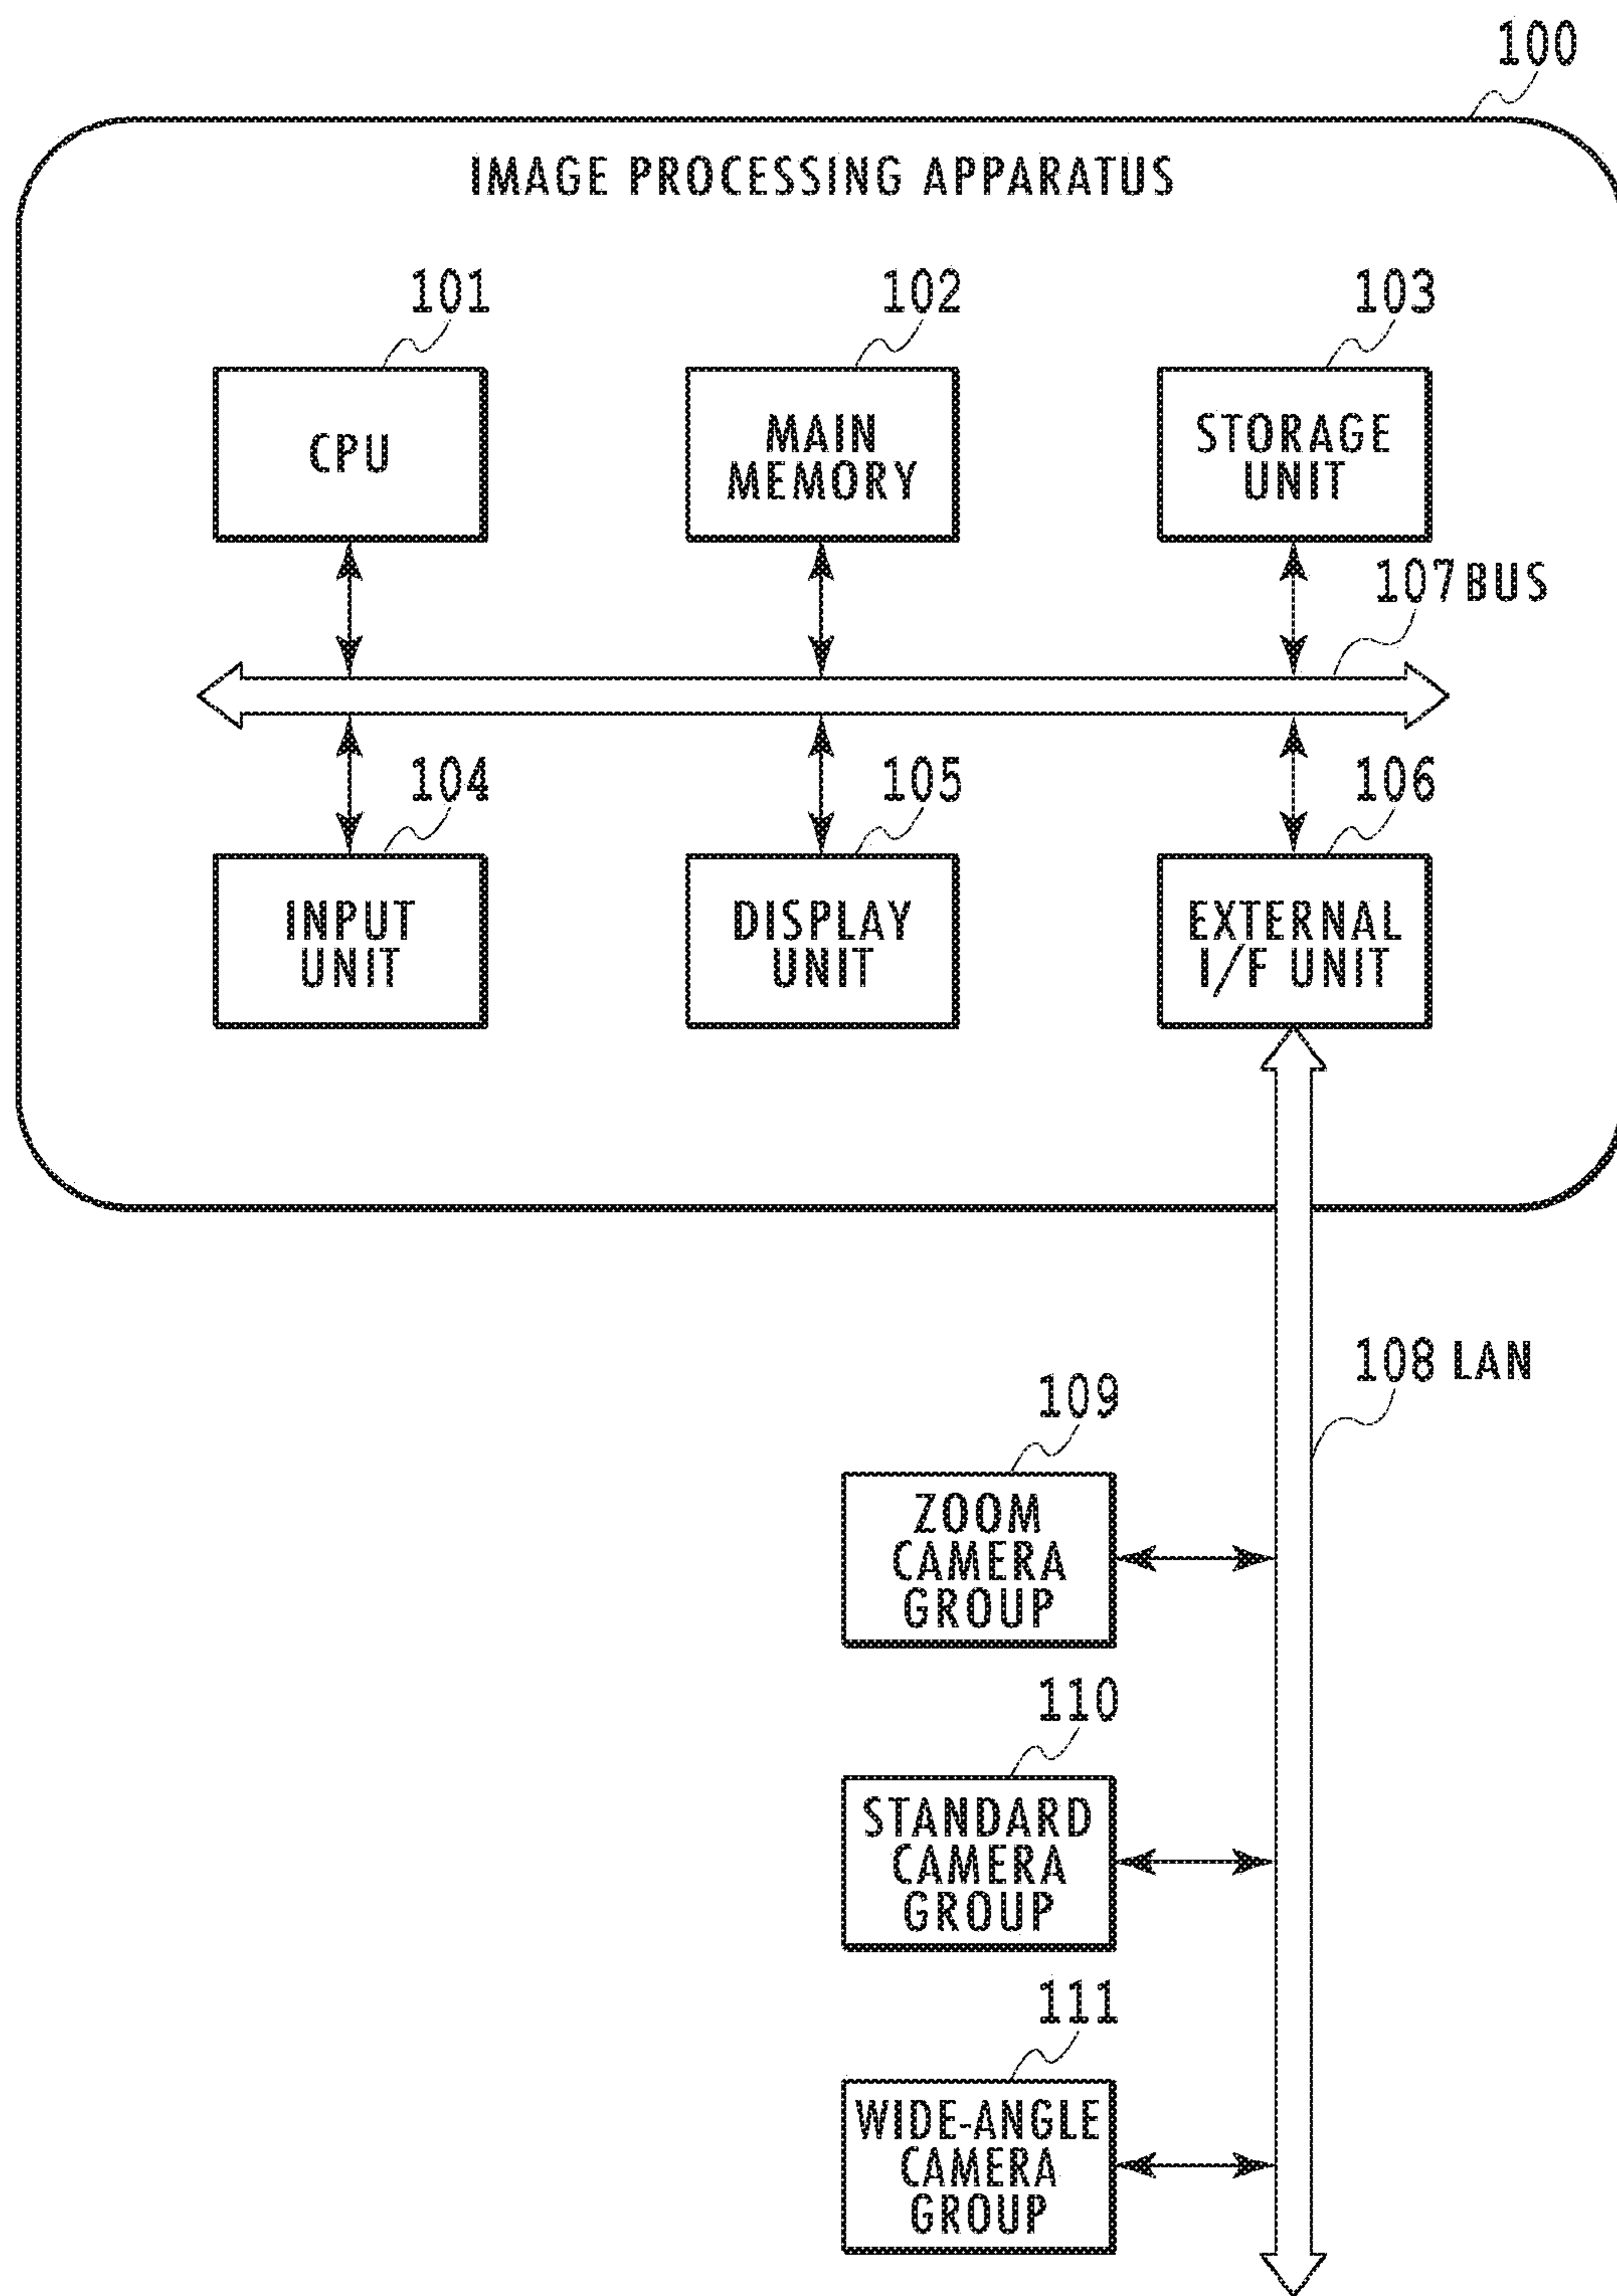 100
IMAGE PROCESSING APPARATUS
101
102
103
CPU
MAIN
MEMORY
STORAGE
UNIT
107 BUS
104
105
106
INPUT
UNIT
DISPLAY
UNIT
EXTERNAL
I/F UNIT
108 LAN
109
ZOOM
CAMERA
GROUP
110
STANDARD
CAMERA
GROUP
111
WIDE-ANGLE
CAMERA
GROUP